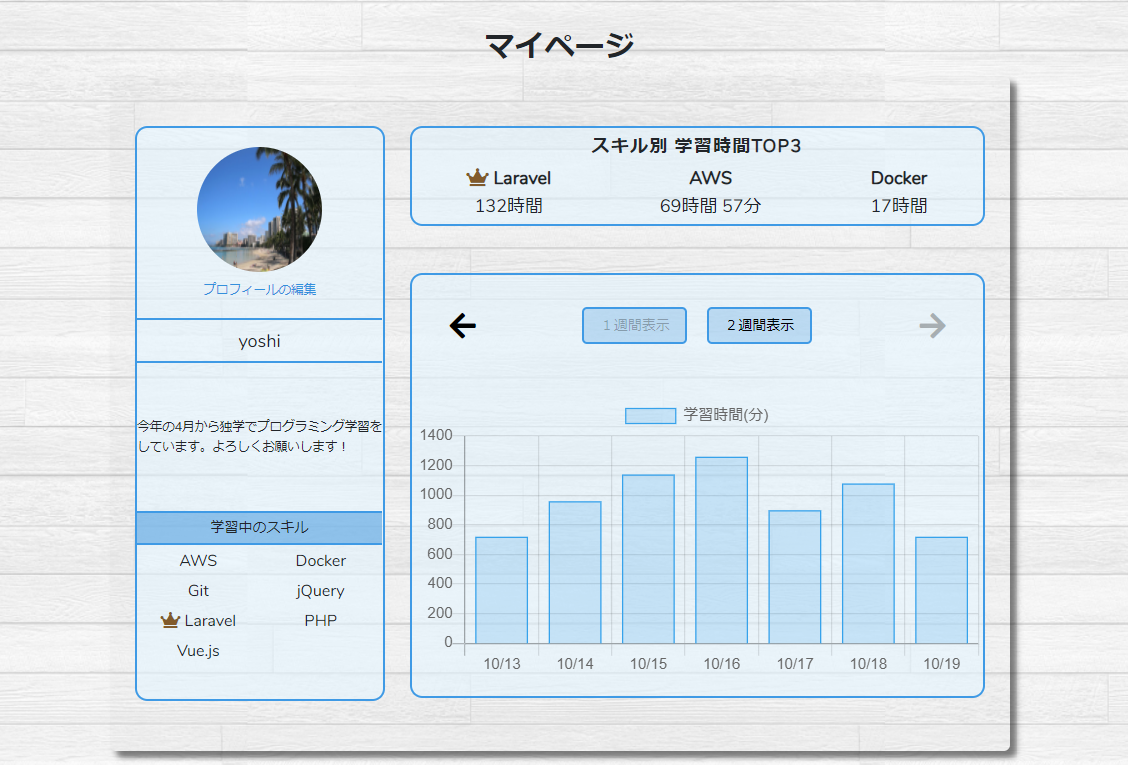 マイページ
プロフィールの編集
yoshi
今年の4月から独学でプログラミング学習を
しています。よろしくお願いします！
学習中のスキル
AWS Docker
Git jQuery
Laravel PHP
Vue.js
スキル別 学習時間TOP3
Laravel AWS Docker
132時間 69時間 57分 17時間
１週間表示 ２週間表示
学習時間(分)
1400
1200
1000
800
600
400
200
0
10/13 10/14 10/15 10/16 10/17 10/18 10/19